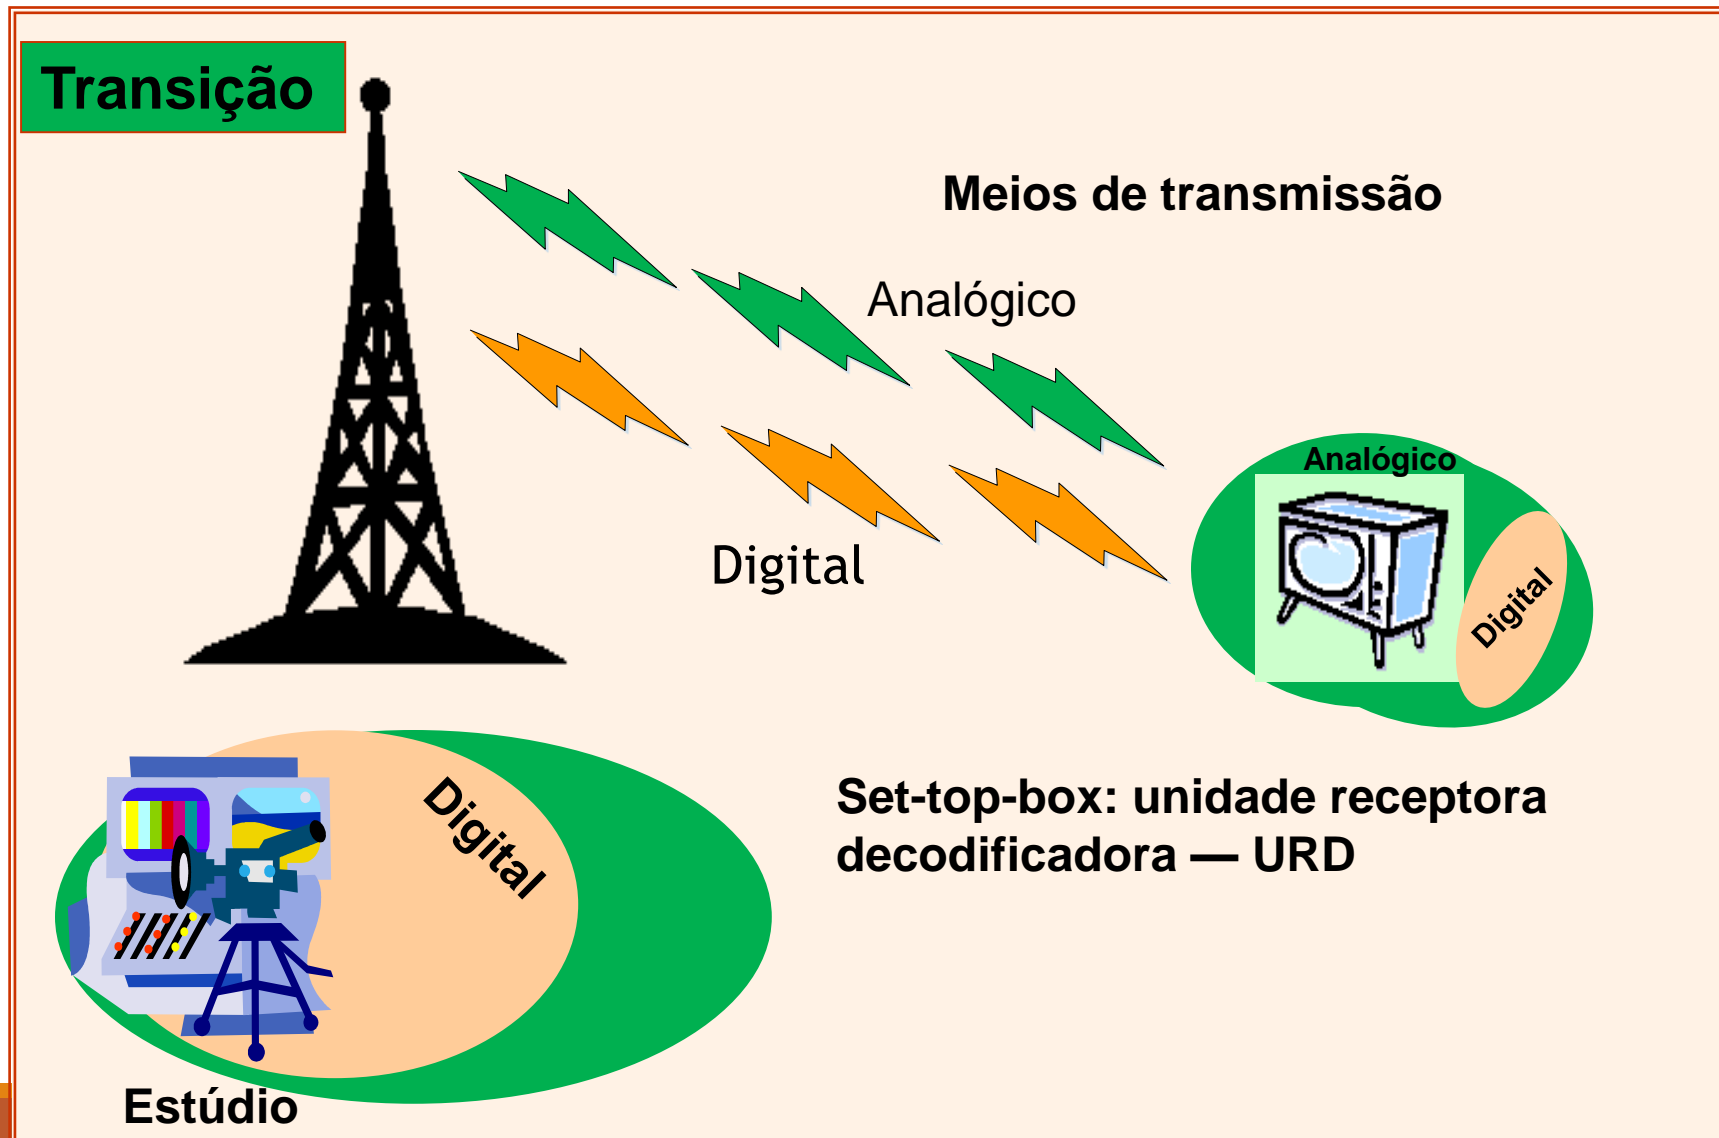 Transição
Meios de transmissão
Analógico
Digital
Analógico
Digital
Digital
Set-top-box: unidade receptora
decodificadora — URD
Estúdio